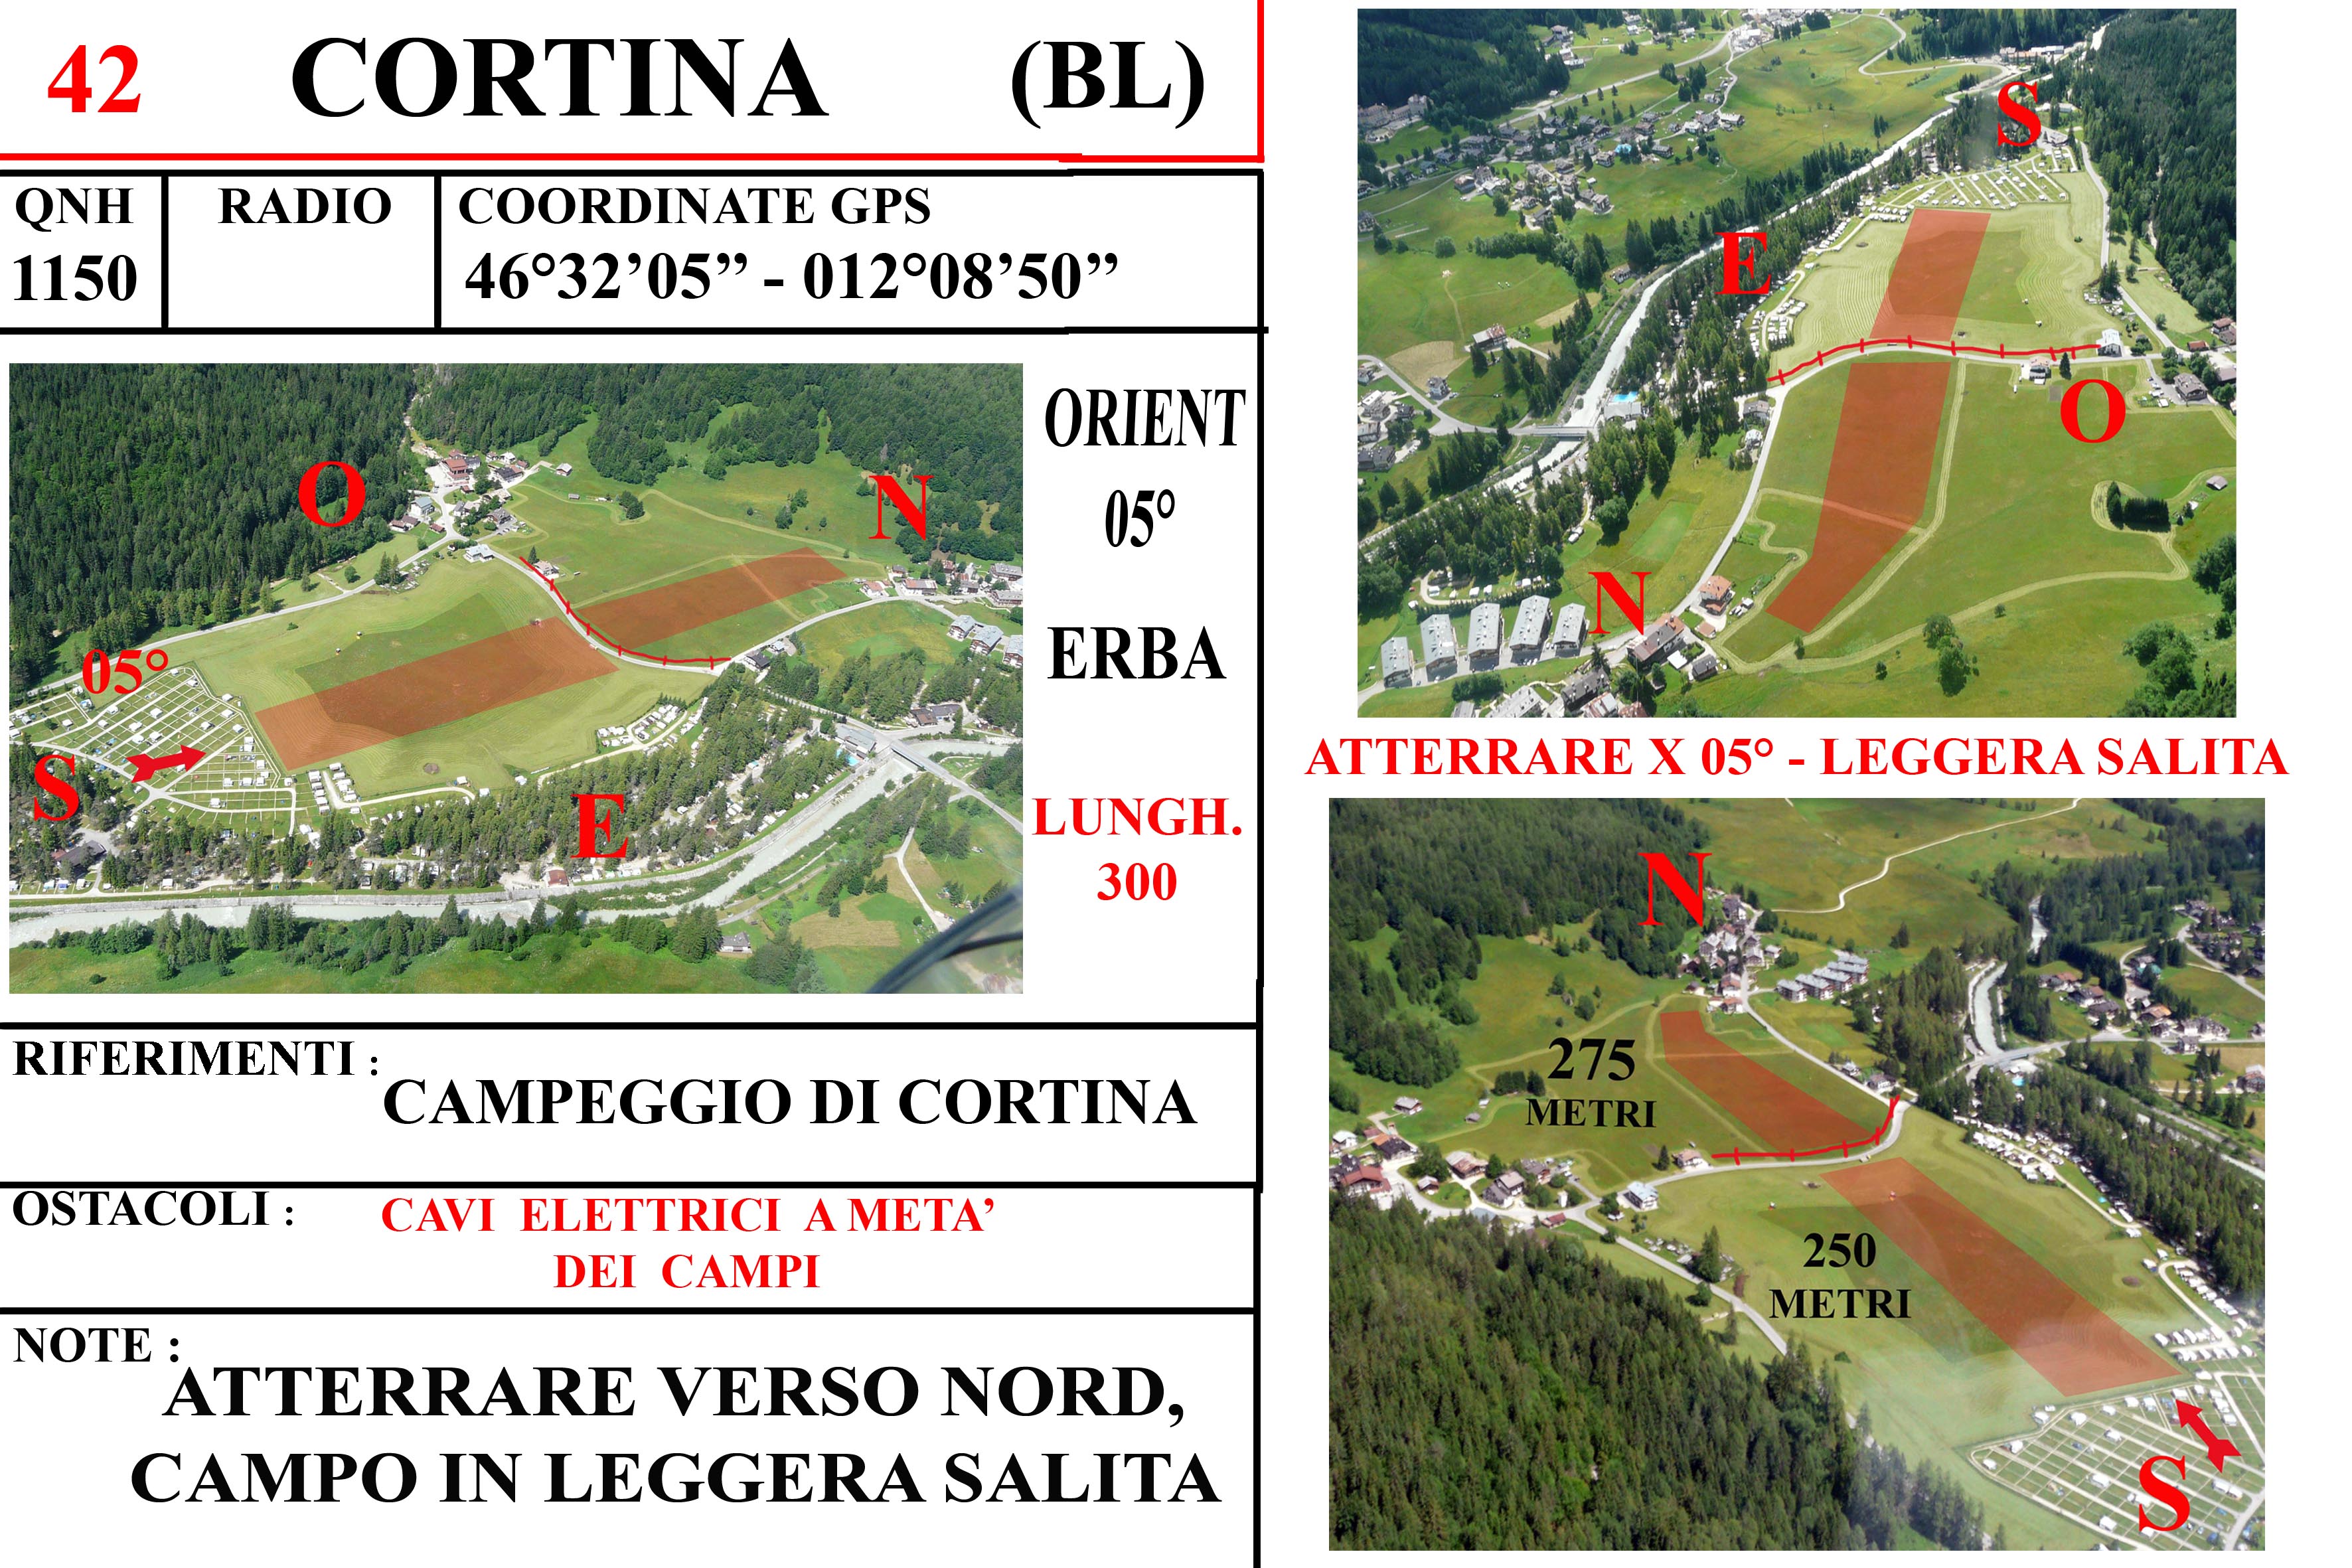 42 CORTINA (BL)
QNH RADIO COORDINATE GPS
1150 46°32’05” - 012°08’50”
O
N
05°
S
E
ORIENT
05°
ERBA
LUNGH.
300
RIFERIMENTI :
CAMPEGGIO DI CORTINA
OSTACOLI : CAVI ELETTRICI A META’
DEI CAMPI
NOTE :
ATTERRARE VERSO NORD,
CAMPO IN LEGGERA SALITA
S
E
O
N
ATTERRARE X 05° - LEGGERA SALITA
N
275
METRI
250
METRI
S